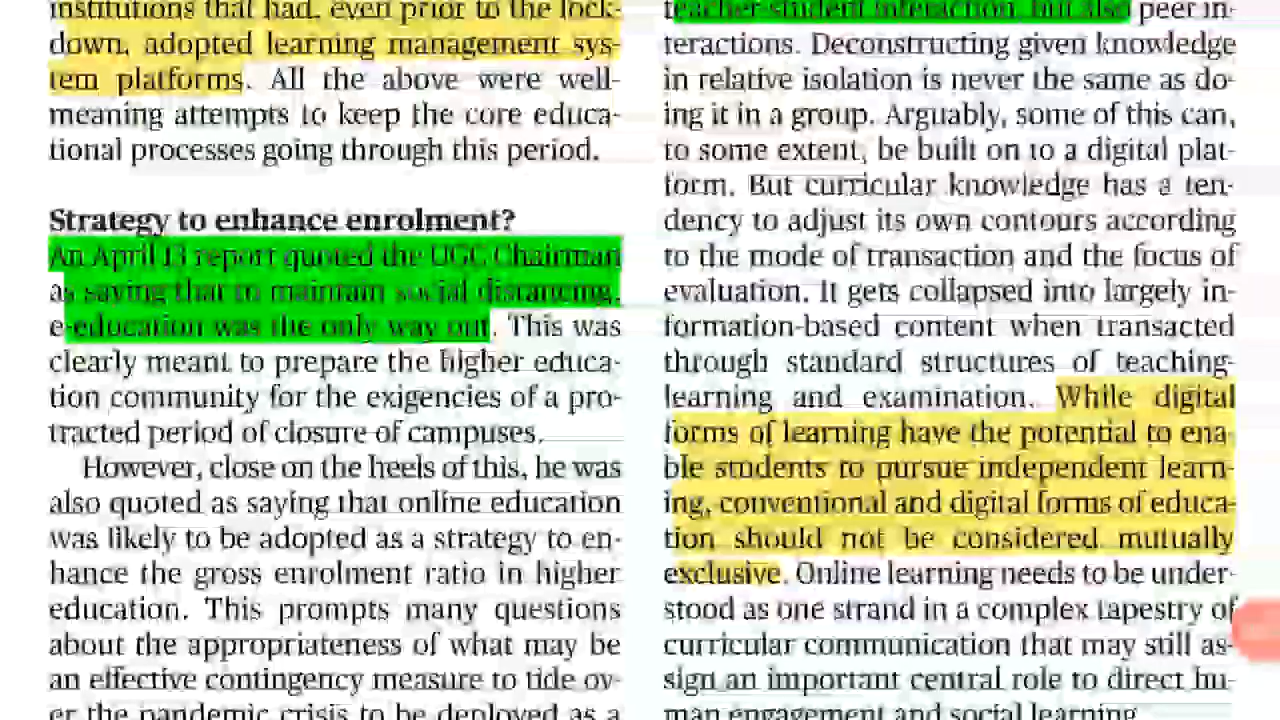 institutions that had, even prior to the lock-
down, adopted learning management sys-
tem platforms. All the above were well-
meaning attempts to keep the core educa-
tional processes going through this period.
Strategy to enhance enrolment?
An April 13 report quoted the UGC Chairman
as saying that to maintain social distancing,
e-education was the only way out. This was
clearly meant to prepare the higher educa-
tion community for the exigencies of a pro-
tracted period of closure of campuses.
However, close on the heels of this, he was
also quoted as saying that online education
was likely to be adopted as a strategy to en-
hance the gross enrolment ratio in higher
education. This prompts many questions
about the appropriateness of what may be
an effective contingency measure to tide ov-
er the pandemic crisis to be deployed as a
teacher-student interaction, but also peer in-
teractions. Deconstructing given knowledge
in relative isolation is never the same as do-
ing it in a group. Arguably, some of this can,
to some extent, be built on to a digital plat-
form. But curricular knowledge has a ten-
dency to adjust its own contours according
to the mode of transaction and the focus of
evaluation. It gets collapsed into largely in-
formation-based content when transacted
through standard structures of teaching-
learning and examination. While digital
forms of learning have the potential to ena-
ble students to pursue independent learn-
ing, conventional and digital forms of educa-
tion should not be considered mutually
exclusive. Online learning needs to be under-
stood as one strand in a complex tapestry of
curricular communication that may still as-
sign an important central role to direct hu-
man engagement and social learning.